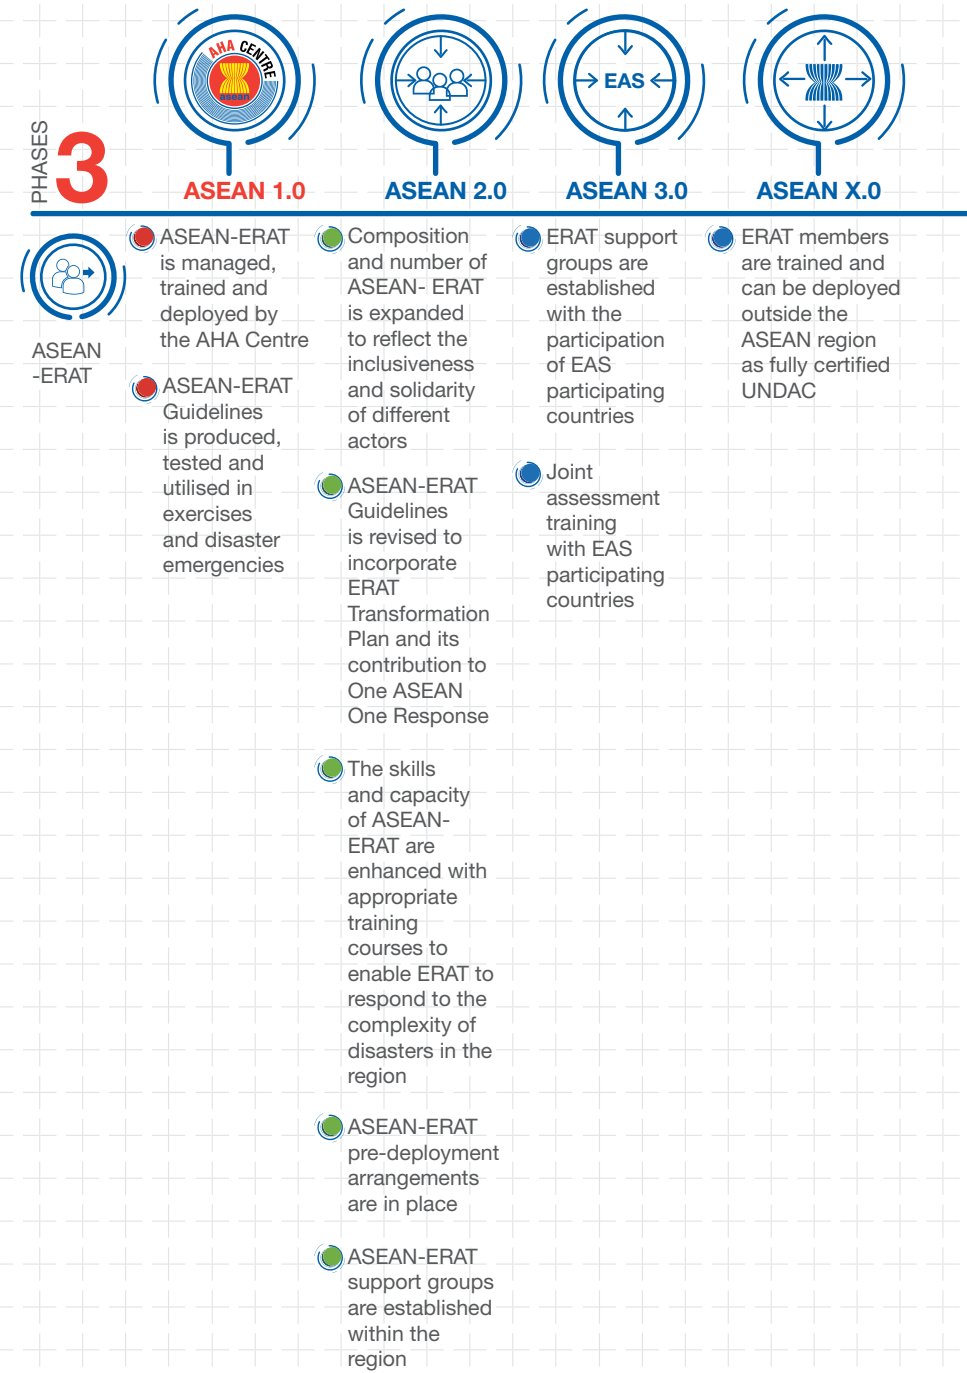 AHA CENTRE
asean
EAS
PHASES
3
ASEAN 1.0
ASEAN 2.0
ASEAN 3.0
ASEAN X.0
ASEAN
-ERAT
ASEAN-ERAT
is managed,
trained and
deployed by
the AHA Centre
ASEAN-ERAT
Guidelines
is produced,
tested and
utilised in
exercises
and disaster
emergencies
Composition
and number of
ASEAN- ERAT
is expanded
to reflect the
inclusiveness
and solidarity
of different
actors
ASEAN-ERAT
Guidelines
is revised to
incorporate
ERAT
Transformation
Plan and its
contribution to
One ASEAN
One Response
The skills
and capacity
of ASEAN-
ERAT are
enhanced with
appropriate
training
courses to
enable ERAT to
respond to the
complexity of
disasters in the
region
ASEAN-ERAT
pre-deployment
arrangements
are in place
ASEAN-ERAT
support groups
are established
within the
region
ERAT support
groups are
established
with the
participation
of EAS
participating
countries
Joint
assessment
training
with EAS
participating
countries
ERAT members
are trained and
can be deployed
outside the
ASEAN region
as fully certified
UNDAC